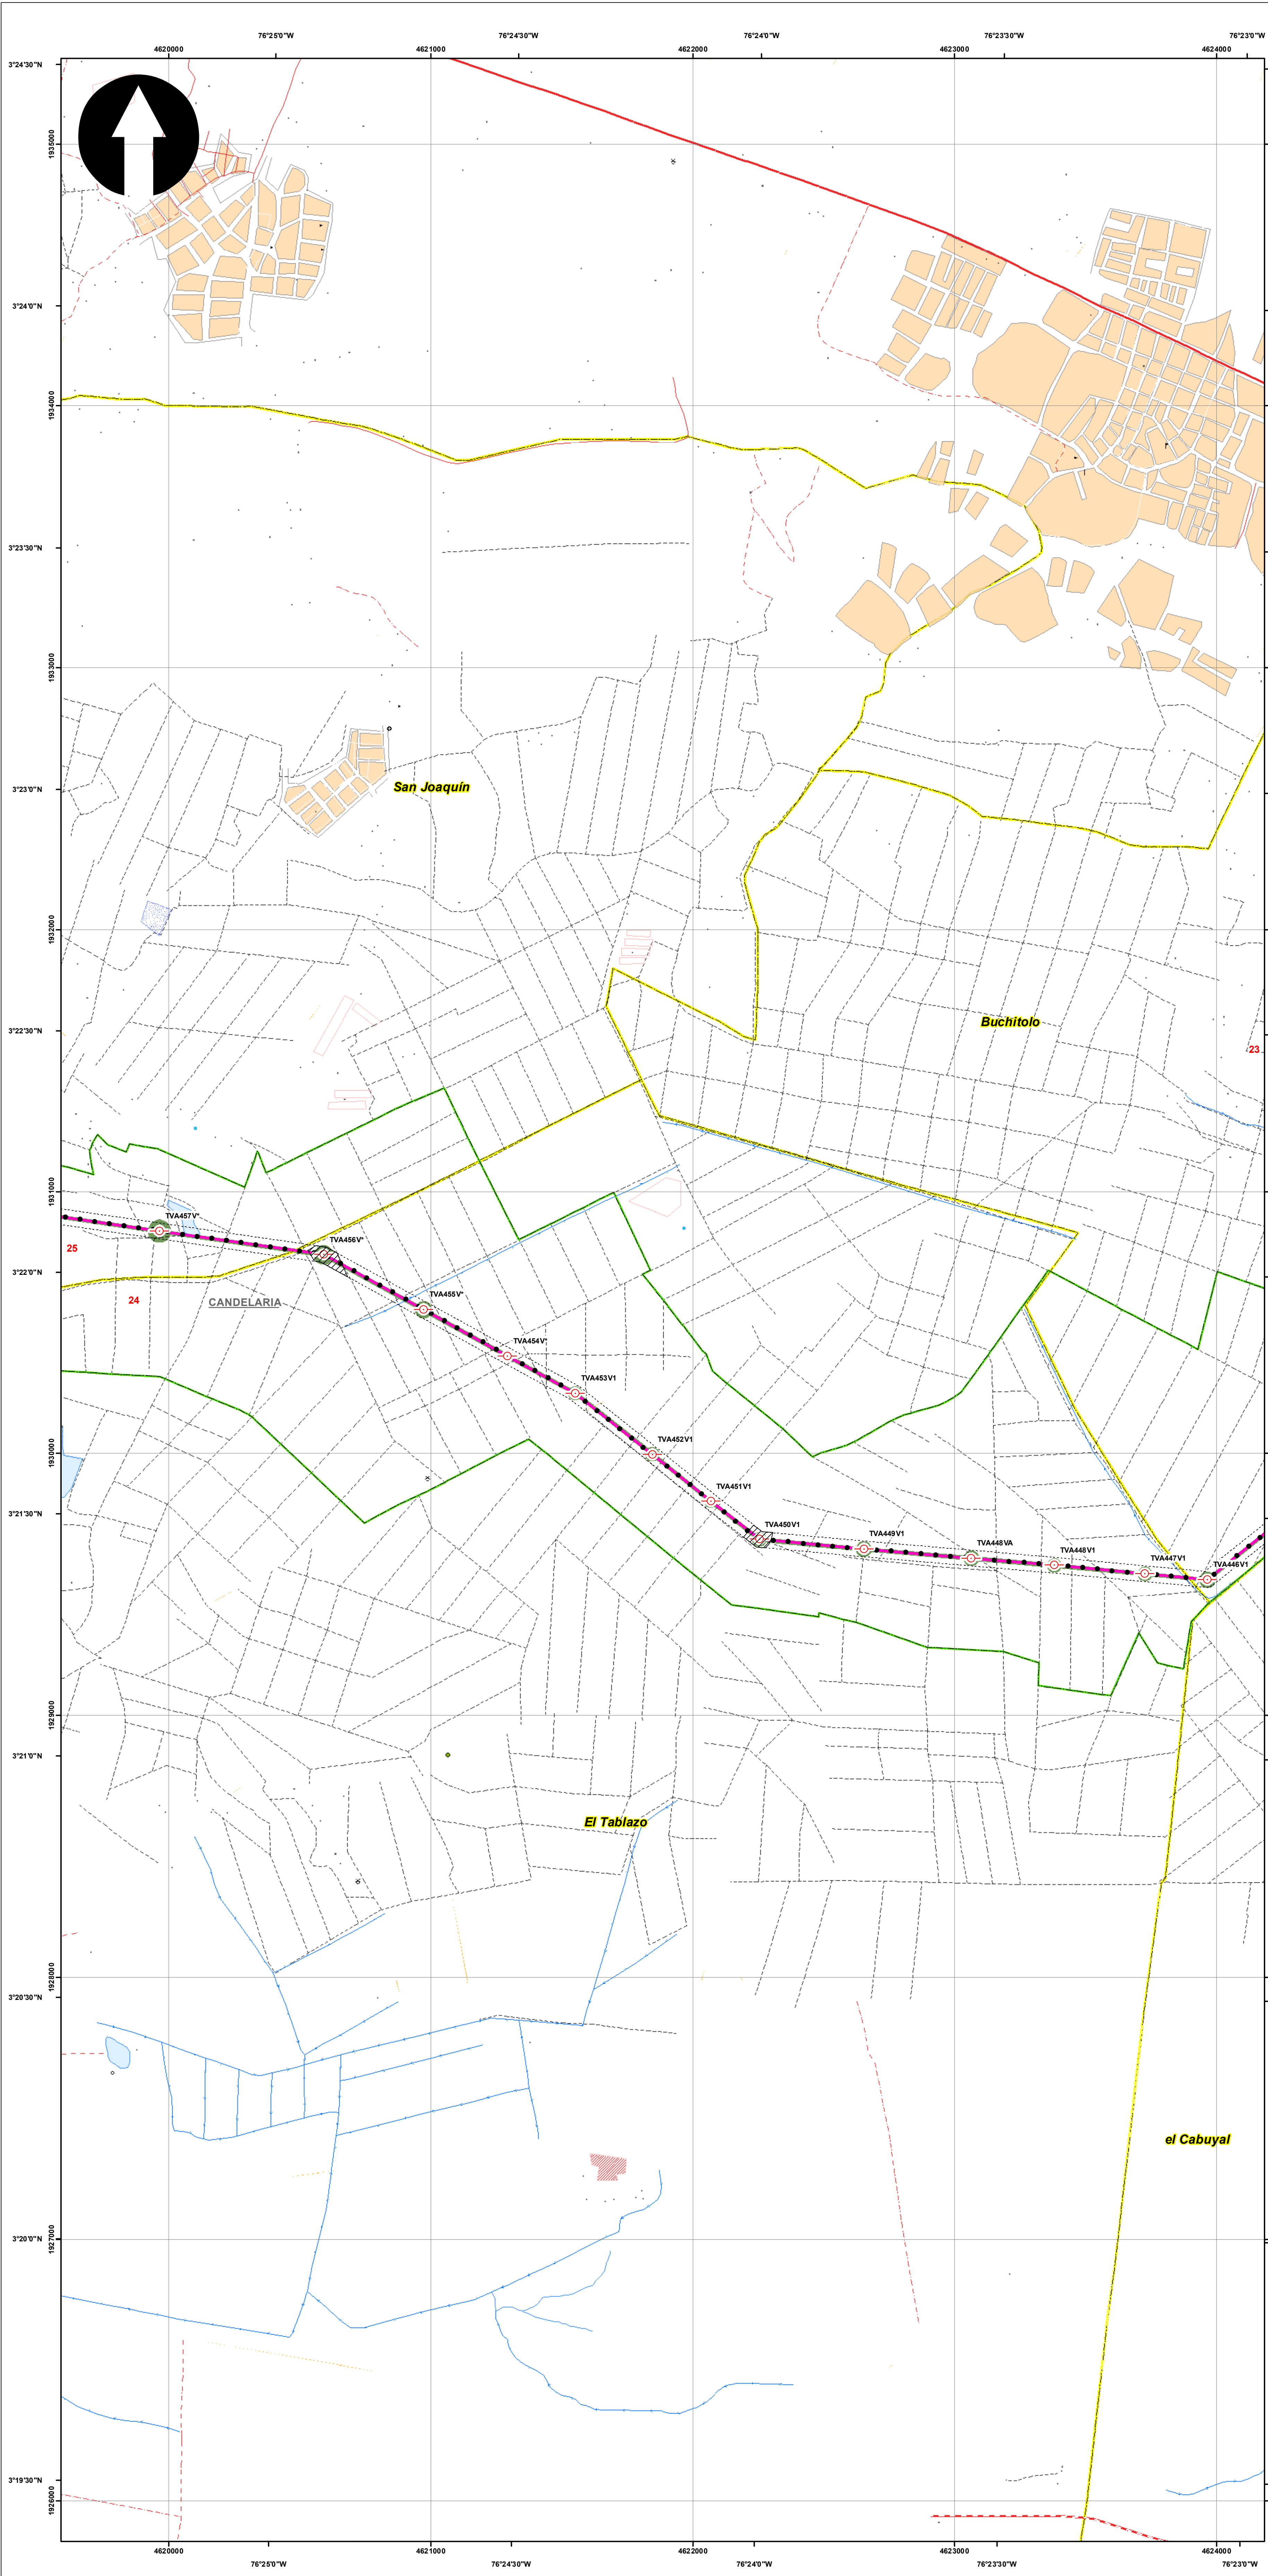 76°25'0"W 76°24'30"W 76°24'0"W 76°23'30"W 76°23'0"W
4620000 4621000 4622000 4623000 4624000
3°24'30"N
1935000
3°24'0"N
1934000
3°23'30"N
1933000
3°23'0"N
San Joaquín
1932000
3°22'30"N
Buchitolo
23
1931000
TVA457V*
TVA456V*
25
3°22'0"N
24
CANDELARIA
TVA455V*
TVA454V*
TVA453V1
TVA452V1
1930000
TVA451V1
3°21'30"N
TVA450V1
TVA449V1
TVA448VA
TVA448V1
TVA447V1
TVA446V1
1929000
3°21'0"N
El Tablazo
1928000
3°20'30"N
el Cabuyal
3°20'0"N
1927000
3°19'30"N
1926000
4620000 4621000 4622000 4623000 4624000
76°25'0"W 76°24'30"W 76°24'0"W 76°23'30"W 76°23'0"W